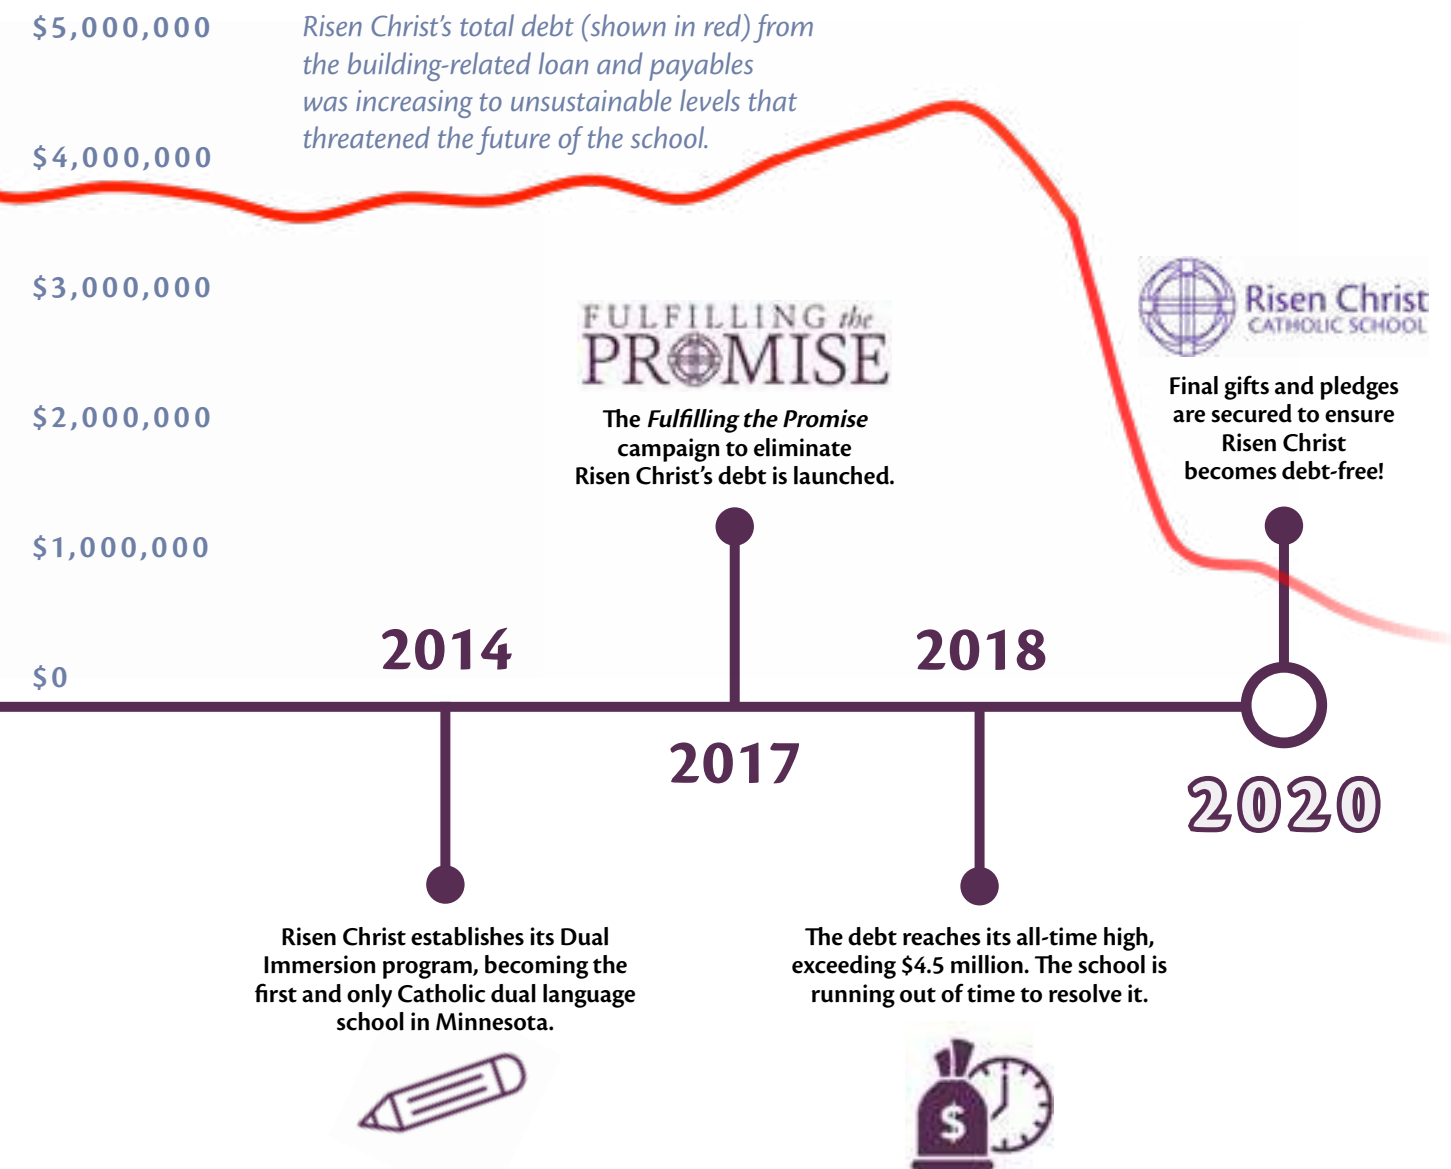 $5,000,000
Risen Christ's total debt (shown in red) from
the building-related loan and payables
was increasing to unsustainable levels that
threatened the future of the school.
$4,000,000
$3,000,000
$2,000,000
$1,000,000
$0
FULFILLING the
PROMISE
The Fulfilling the Promise
campaign to eliminate
Risen Christ's debt is launched.
Risen Christ
CATHOLIC SCHOOL
Final gifts and pledges
are secured to ensure
Risen Christ
becomes debt-free!
2014
2017
2018
2020
Risen Christ establishes its Dual
Immersion program, becoming the
first and only Catholic dual language
school in Minnesota.
The debt reaches its all-time high,
exceeding $4.5 million. The school is
running out of time to resolve it.
$